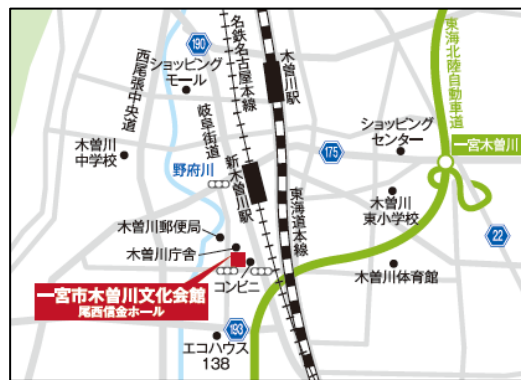 190
ショッピング
モール
西尾張中央道
岐阜街道
名鉄名古屋本線
木曽川駅
東海北陸自動車道
木曽川
中学校
野府川
新木曽川駅
175
ショッピング
センター
一宮木曽川
木曽川
東小学校
東海道本線
22
木曽川郵便局
木曽川庁舎
コンビニ
木曽川体育館
一宮市木曽川文化会館
尾西信金ホール
193
エコハウス
138